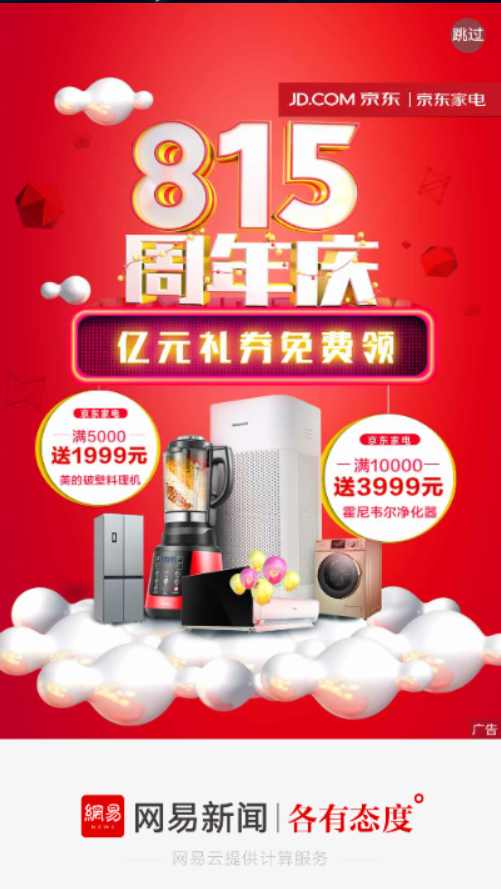 跳过
JD.COM 京东 | 京东家电
815
周年庆
亿元礼券免费领
京东家电
满5000
送1999元
美的破壁料理机
京东家电
满10000
送3999元
霍尼韦尔净化器
广告
網易
NEWS
网易新闻 | 各有态度°
网易云提供计算服务